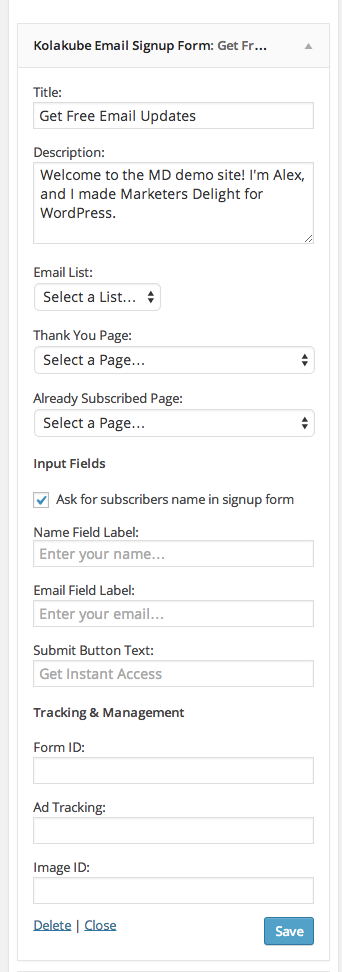 Kolakube Email Signup Form: Get Fr...
Title:
Get Free Email Updates
Description:
Welcome to the MD demo site! I'm Alex,
and I made Marketers Delight for
WordPress.
Email List:
Select a List...
Thank You Page:
Select a Page...
Already Subscribed Page:
Select a Page...
Input Fields
Ask for subscribers name in signup form
Name Field Label:
Enter your name...
Email Field Label:
Enter your email...
Submit Button Text:
Get Instant Access
Tracking & Management
Form ID:
Ad Tracking:
Image ID:
Delete | Close
Save